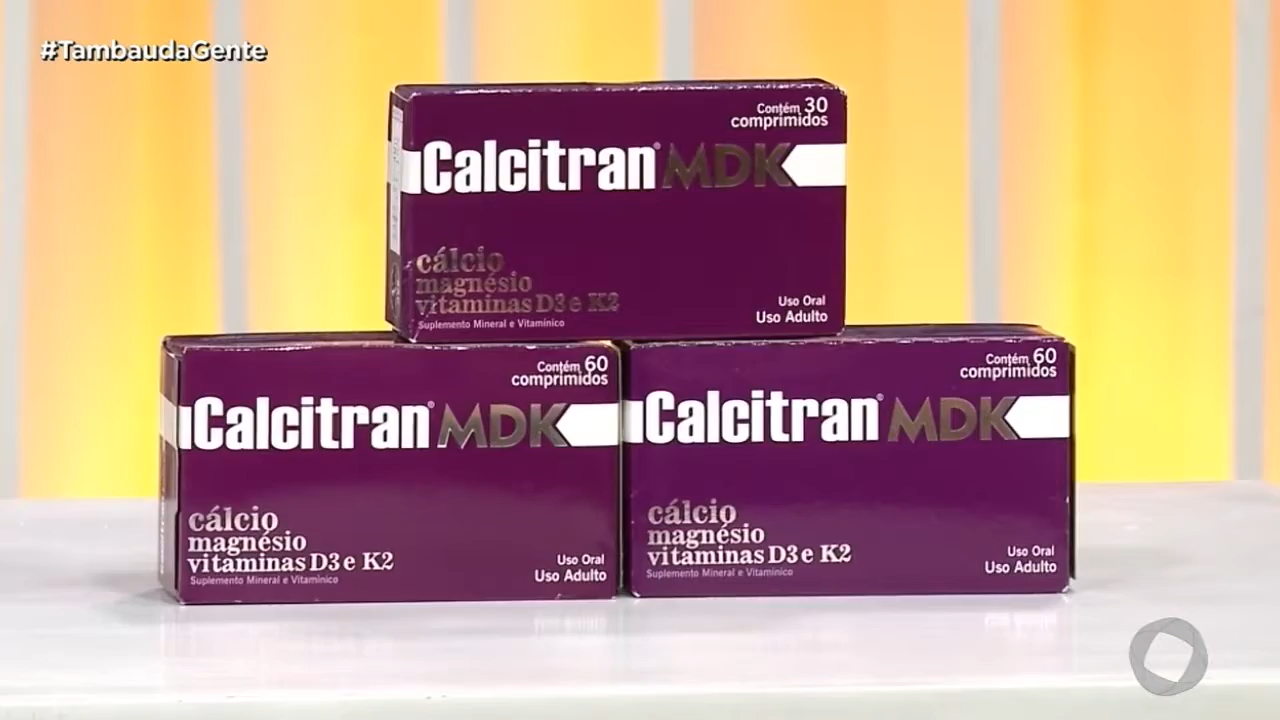 #TambaudaGente
Contém 30
comprimidos
Calcitran® MDK
cálcio
magnésio
vitaminas D3 e K2
Suplemento Mineral e Vitamínico
Uso Oral
Uso Adulto
Contém 60
comprimidos
Calcitran® MDK
cálcio
magnésio
vitaminas D3 e K2
Suplemento Mineral e Vitamínico
Uso Oral
Uso Adulto
Contém 60
comprimidos
Calcitran® MDK
cálcio
magnésio
vitaminas D3 e K2
Suplemento Mineral e Vitamínico
Uso Oral
Uso Adulto